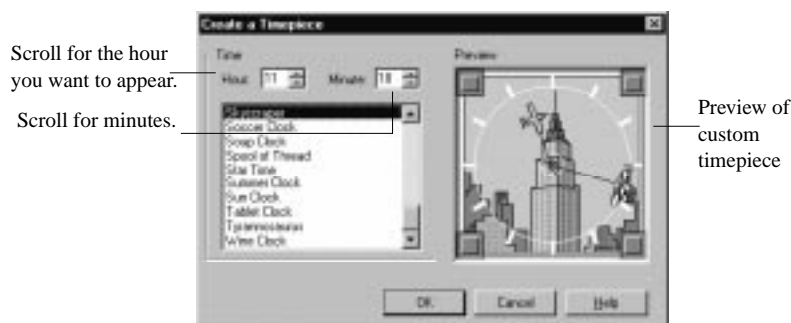 Create a Timepiece
Scroll for the hour
you want to appear.
Scroll for minutes.
Time
Hour: 11
Minute: 18
Skyscraper
Soccer Clock
Soap Clock
Spool of Thread
Star Time
Summer Clock
Sun Clock
Tablet Clock
Tyrannosaurus
Wine Clock
Preview
Preview of
custom
timepiece
OK
Cancel
Help